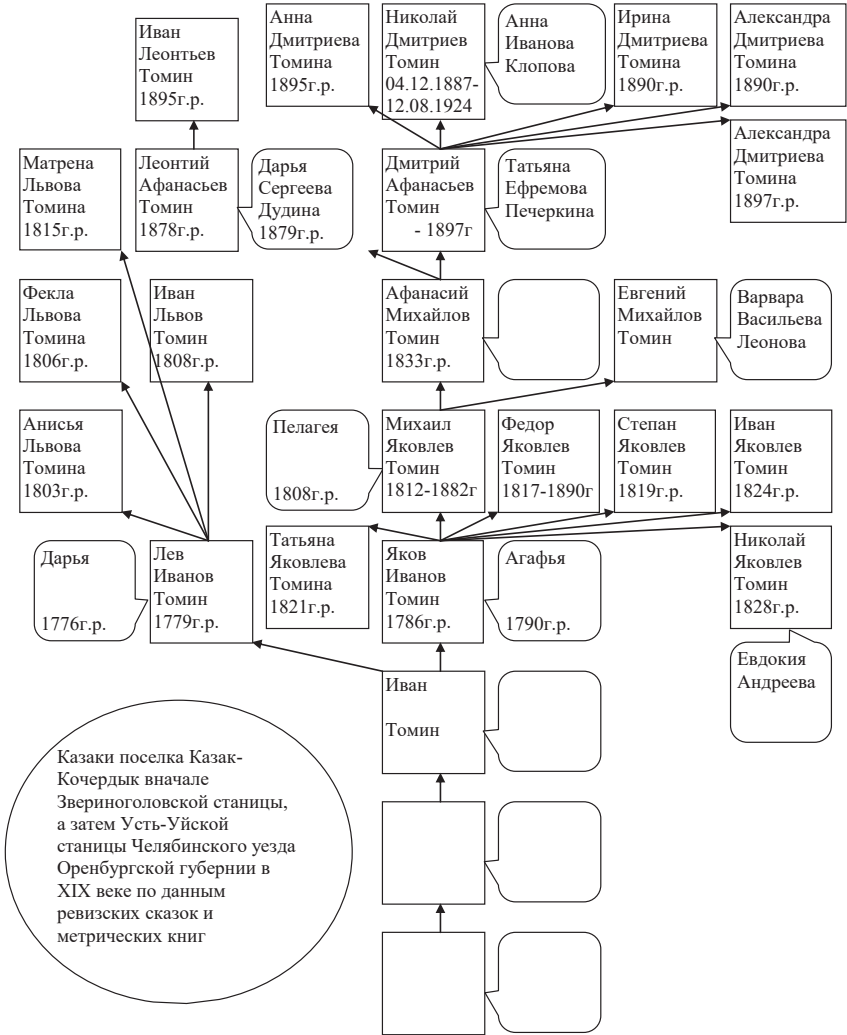 Иван
Леонтьев
Томин
1895г.р.
Анна
Дмитриева
Томина
1895г.р.
Николай
Дмитриев
Томин
04.12.1887-
12.08.1924
Анна
Иванова
Клопова
Ирина
Дмитриева
Томина
1890г.р.
Александра
Дмитриева
Томина
1890г.р.
Александра
Дмитриева
Томина
1897г.р.
Матрена
Львова
Томина
1815г.р.
Леонтий
Афанасьев
Томин
1878г.р.
Дарья
Сергеева
Дудина
1879г.р.
Дмитрий
Афанасьев
Томин
- 1897г
Татьяна
Ефремова
Печеркина
Фекла
Львова
Томина
1806г.р.
Иван
Львов
Томин
1808г.р.
Афанасий
Михайлов
Томин
1833г.р.
Евгений
Михайлов
Томин
Варвара
Васильева
Леонова
Анисья
Львова
Томина
1803г.р.
Пелагея
1808г.р.
Михаил
Яковлев
Томин
1812-1882г
Федор
Яковлев
Томин
1817-1890г
Степан
Яковлев
Томин
1819г.р.
Иван
Яковлев
Томин
1824г.р.
Дарья
1776г.р.
Лев
Иванов
Томин
1779г.р.
Татьяна
Яковлева
Томина
1821г.р.
Яков
Иванов
Томин
1786г.р.
Агафья
1790г.р.
Николай
Яковлев
Томин
1828г.р.
Евдокия
Андреева
Иван
Томин
Казаки поселка Казак-
Кочердык вначале
Звериноголовской станицы,
а затем Усть-Уйской
станицы Челябинского уезда
Оренбургской губернии в
XIX веке по данным
ревизских сказок и
метрических книг